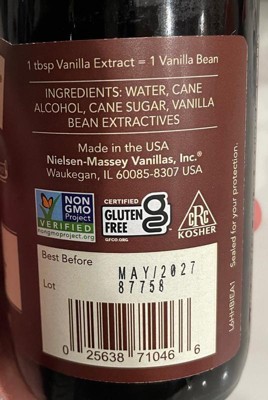 1 tbsp Vanilla Extract = 1 Vanilla Bean
INGREDIENTS: WATER, CANE
ALCOHOL, CANE SUGAR, VANILLA
BEAN EXTRACTIVES
Made in the USA
Nielsen-Massey Vanillas, Inc.®
Waukegan, IL 60085-8307 USA
NON
GMO
Project
VERIFIED
nongmoproject.org
CERTIFIED
GLUTEN
FREE
GFCO.ORG
CRC
KOSHER
Best Before
MAY/2027
Lot
87758
0 25638 71046 6
Labeled for your protection.